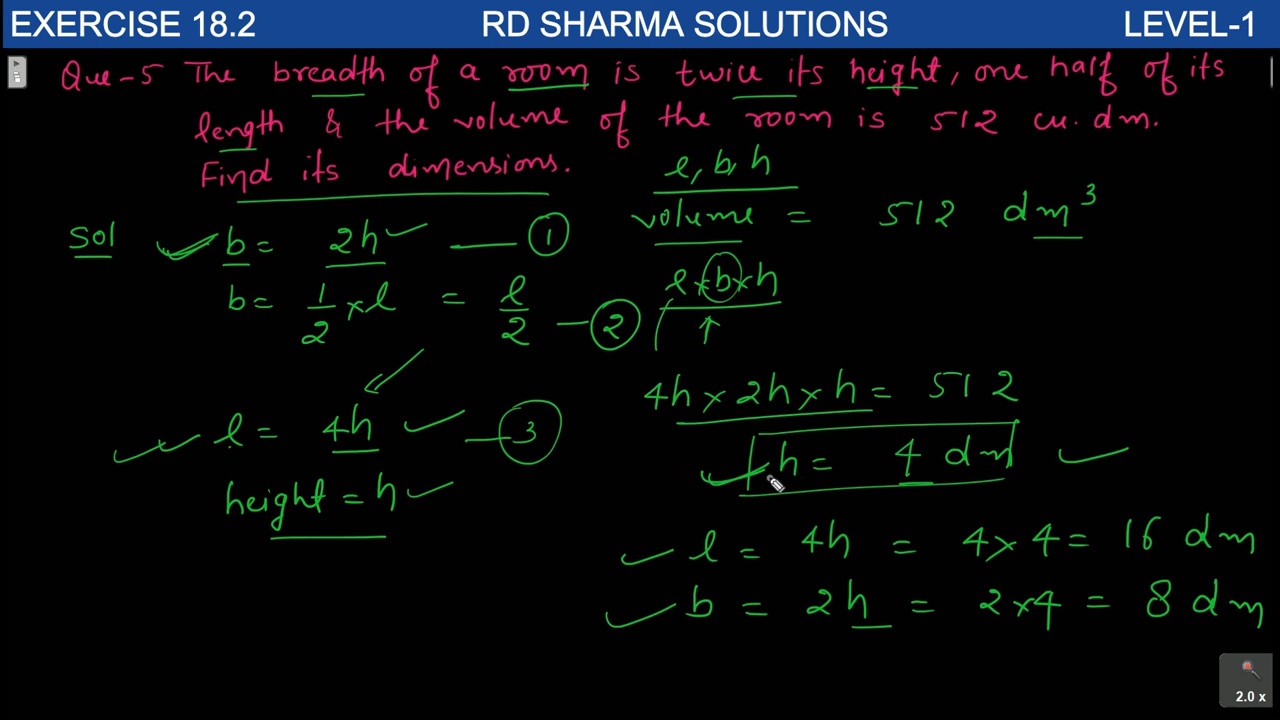 EXERCISE 18.2 RD SHARMA SOLUTIONS LEVEL-1
Que-5 The breadth of a room is twice its height, one half of its
length & the volume of the room is 512 cu. dm.
Find its dimensions.
l, b, h
Sol b = 2h — 1
volume = 512 dm³
b = 1/2 × l = l/2 — 2
l × b × h
4h × 2h × h = 512
l = 4h — 3
h = 4 dm
height = h
l = 4h = 4 × 4 = 16 dm
b = 2h = 2 × 4 = 8 dm
2.0 x